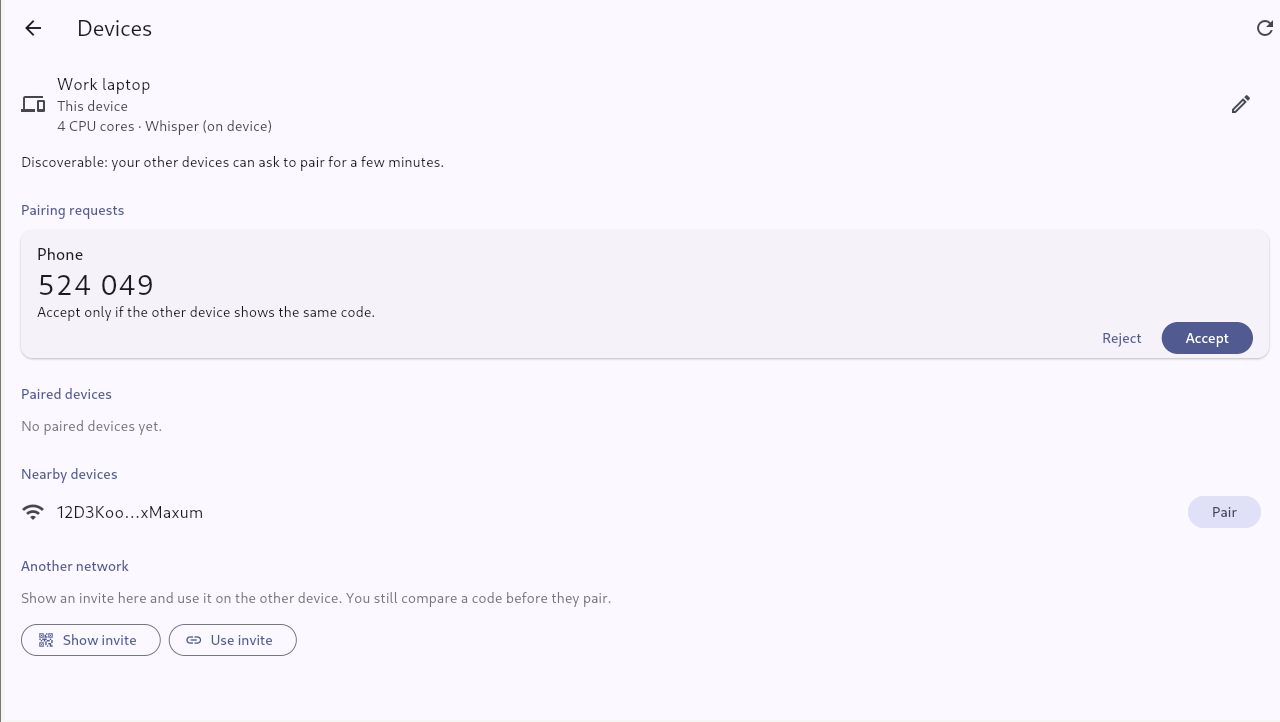 Devices
Work laptop
This device
4 CPU cores · Whisper (on device)
Discoverable: your other devices can ask to pair for a few minutes.
Pairing requests
Phone
524 049
Accept only if the other device shows the same code.
Reject
Accept
Paired devices
No paired devices yet.
Nearby devices
12D3Koo…xMaxum
Pair
Another network
Show an invite here and use it on the other device. You still compare a code before they pair.
Show invite
Use invite